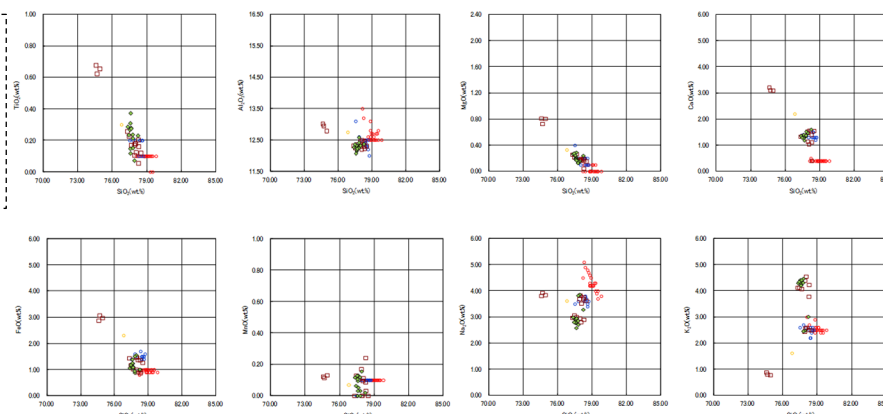 1.00 16.50 2.40 6.00
0.80 15.50 2.00 5.00
0.60 14.50 1.60 4.00
TiO₂(wt.%) Al₂O₃(wt.%) MgO(wt.%) CaO(wt.%)
0.40 13.50 1.20 3.00
0.80 2.00
0.20 12.50 0.40 1.00
0.00 11.50 0.00 0.00
70.00 73.00 76.00 79.00 82.00 85.00 70.00 73.00 76.00 79.00 82.00 85.00 70.00 73.00 76.00 79.00 82.00 85.00 70.00 73.00 76.00 79.00 82.00
SiO₂(wt.%) SiO₂(wt.%) SiO₂(wt.%) SiO₂(wt.%)
6.00 1.00 6.00 6.00
5.00 0.80 5.00 5.00
4.00 0.60 4.00 4.00
FeO(wt.%) MnO(wt.%) Na₂O(wt.%) K₂O(wt.%)
3.00 0.40 3.00 3.00
2.00 2.00 2.00
1.00 0.20 1.00 1.00
0.00 0.00 0.00 0.00
70.00 73.00 76.00 79.00 82.00 85.00 70.00 73.00 76.00 79.00 82.00 85.00 70.00 73.00 76.00 79.00 82.00 85.00 70.00 73.00 76.00 79.00 82.00